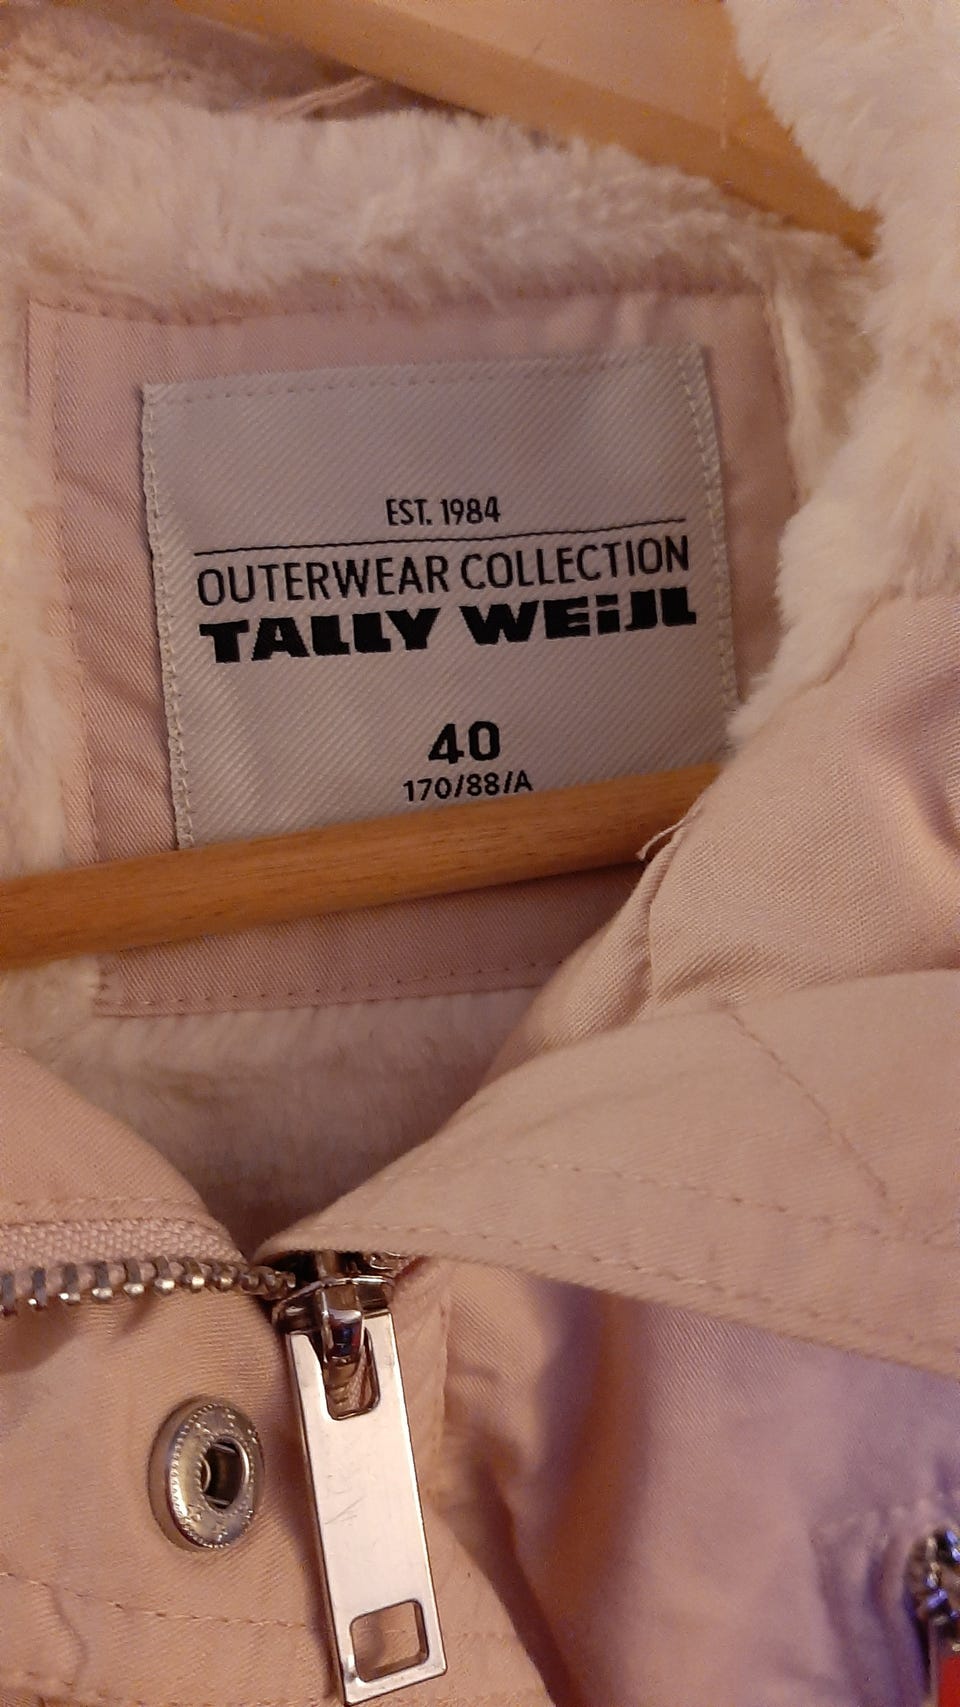 EST. 1984
OUTERWEAR COLLECTION
TALLY WEiJL
40
170/88/A